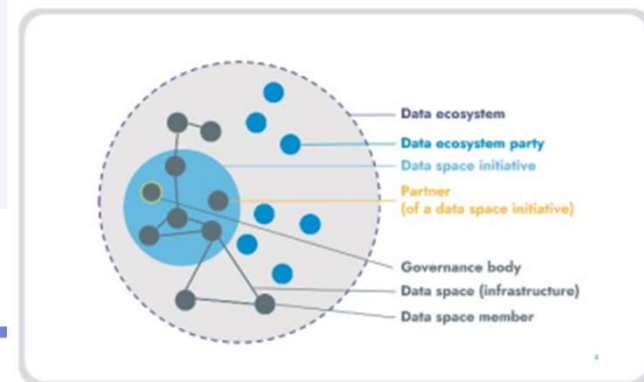 Data ecosystem
Data ecosystem party
Data space initiative
Partner
(of a data space initiative)
Governance body
Data space (infrastructure)
Data space member